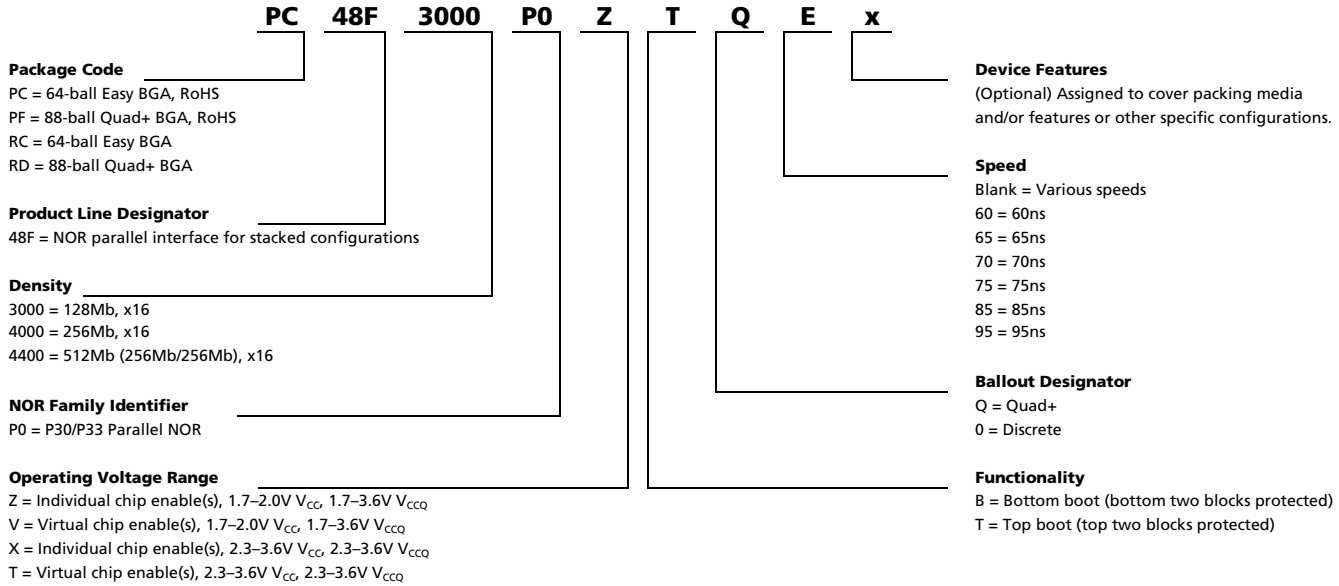 PC 48F 3000 P0 Z T Q E x
Package Code
PC = 64-ball Easy BGA, RoHS
PF = 88-ball Quad+ BGA, RoHS
RC = 64-ball Easy BGA
RD = 88-ball Quad+ BGA
Product Line Designator
48F = NOR parallel interface for stacked configurations
Density
3000 = 128Mb, x16
4000 = 256Mb, x16
4400 = 512Mb (256Mb/256Mb), x16
NOR Family Identifier
P0 = P30/P33 Parallel NOR
Operating Voltage Range
Z = Individual chip enable(s), 1.7–2.0V VCC, 1.7–3.6V VCCQ
V = Virtual chip enable(s), 1.7–2.0V VCC, 1.7–3.6V VCCQ
X = Individual chip enable(s), 2.3–3.6V VCC, 2.3–3.6V VCCQ
T = Virtual chip enable(s), 2.3–3.6V VCC, 2.3–3.6V VCCQ
Device Features
(Optional) Assigned to cover packing media
and/or features or other specific configurations.
Speed
Blank = Various speeds
60 = 60ns
65 = 65ns
70 = 70ns
75 = 75ns
85 = 85ns
95 = 95ns
Ballout Designator
Q = Quad+
0 = Discrete
Functionality
B = Bottom boot (bottom two blocks protected)
T = Top boot (top two blocks protected)